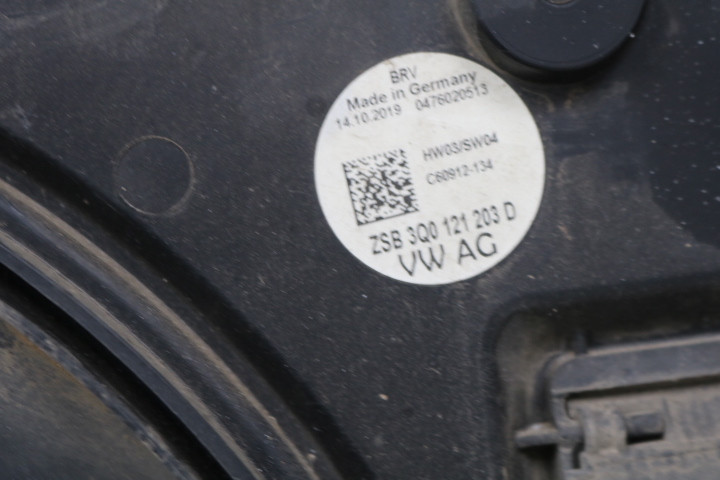 BRV
Made in Germany
14.10.2019 0476020513
HW03/SW04
C60912-134
ZSB 3Q0 121 203 D
VW AG